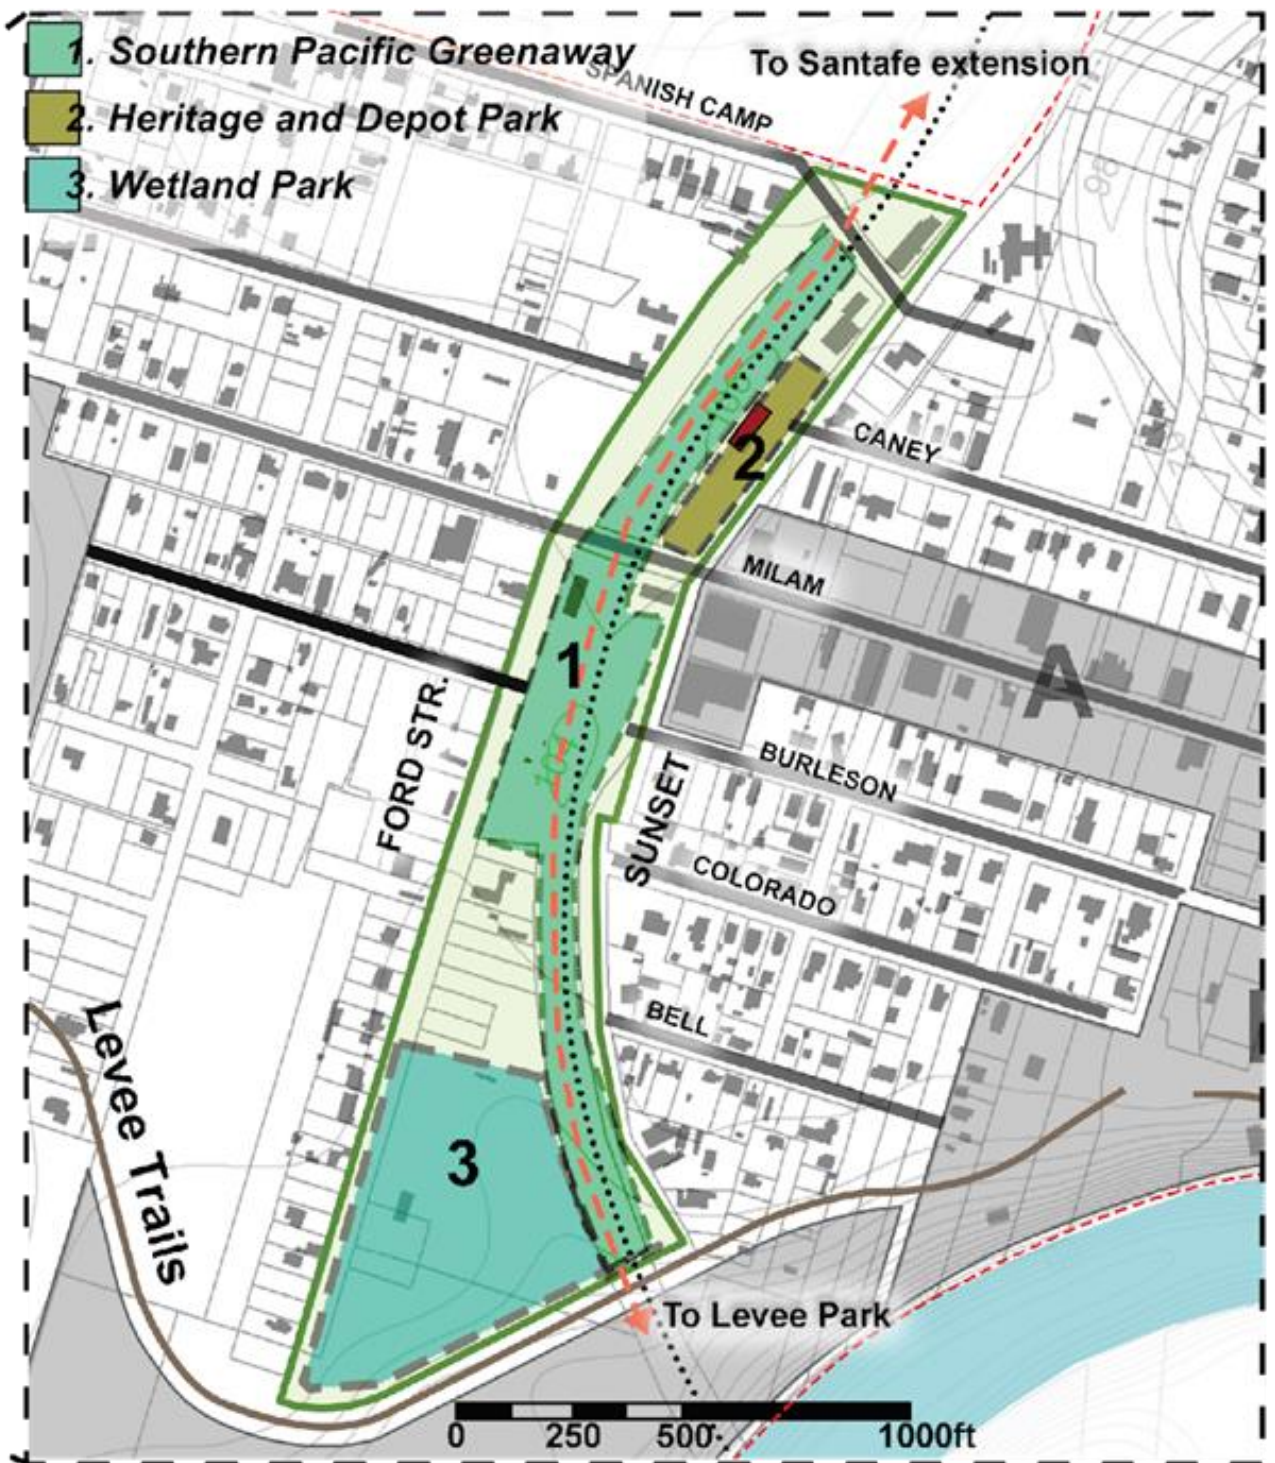 1. Southern Pacific Greenaway
2. Heritage and Depot Park
3. Wetland Park
To Santafe extension
SPANISH CAMP
2
CANEY
MILAM
1
A
FORD STR.
SUNSET
BURLESON
COLORADO
BELL
Levee Trails
3
To Levee Park
0 250 500 1000ft